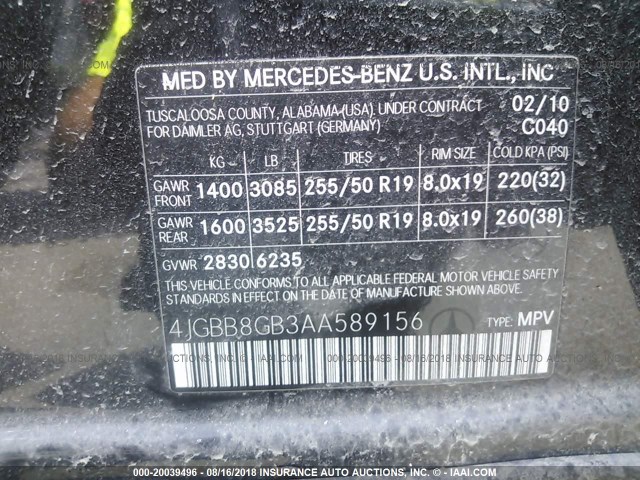 MFD BY MERCEDES-BENZ U.S. INTL., INC
TUSCALOOSA COUNTY, ALABAMA-(USA) UNDER CONTRACT 02/10
FOR DAIMLER AG, STUTTGART (GERMANY) C040
KG LB TIRES RIM SIZE COLD KPA (PSI)
GAWR FRONT 1400 3085 255/50 R19 8.0x19 220(32)
GAWR REAR 1600 3525 255/50 R19 8.0x19 260(38)
GVWR 2830 6235
THIS VEHICLE CONFORMS TO ALL APPLICABLE FEDERAL MOTOR VEHICLE SAFETY
STANDARDS IN EFFECT ON THE DATE OF MANUFACTURE SHOWN ABOVE.
4JGBB8GB3AA589156 TYPE: MPV
000-20039496 - 08/16/2018 - IAA Inc. - © - WWW.IAAI.COM